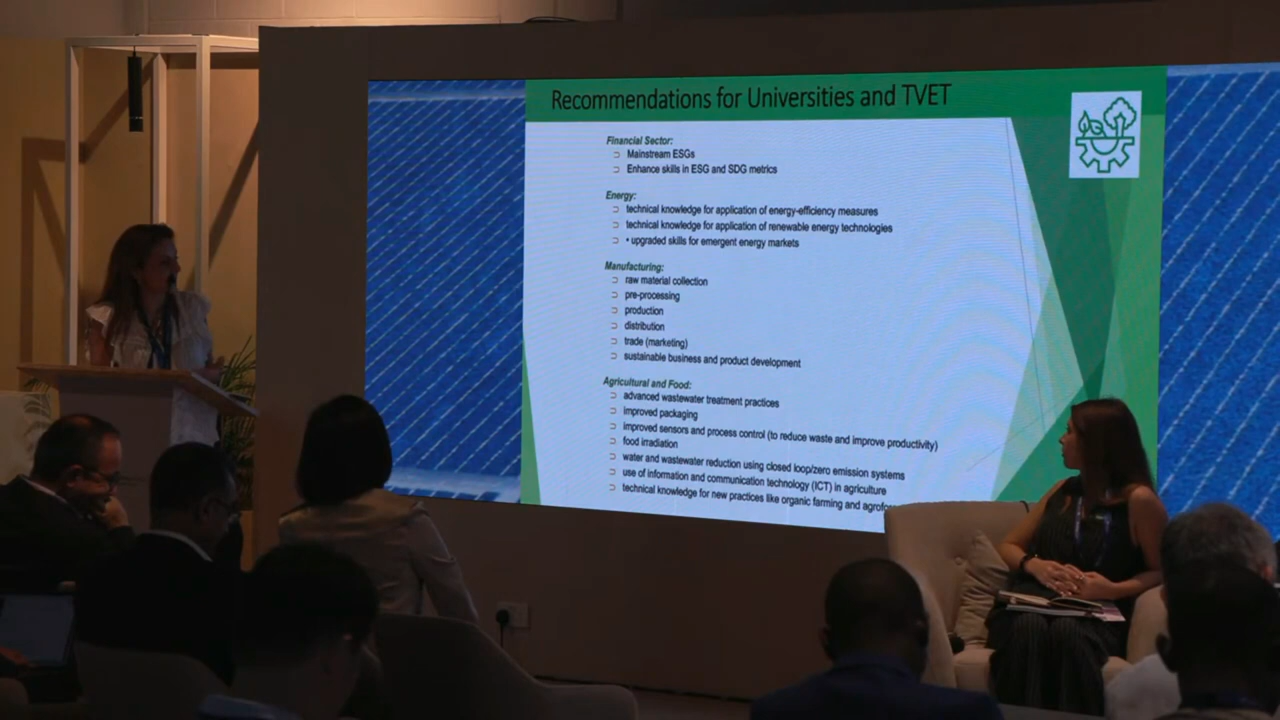 Recommendations for Universities and TVET
Financial Sector:
Mainstream ESGs
Enhance skills in ESG and SDG metrics
Energy:
technical knowledge for application of energy-efficiency measures
technical knowledge for application of renewable energy technologies
• upgraded skills for emergent energy markets
Manufacturing:
raw material collection
pre-processing
production
distribution
trade (marketing)
sustainable business and product development
Agricultural and Food:
advanced wastewater treatment practices
improved packaging
improved sensors and process control (to reduce waste and improve productivity)
food irradiation
water and wastewater reduction using closed loop/zero emission systems
use of information and communication technology (ICT) in agriculture
technical knowledge for new practices like organic farming and